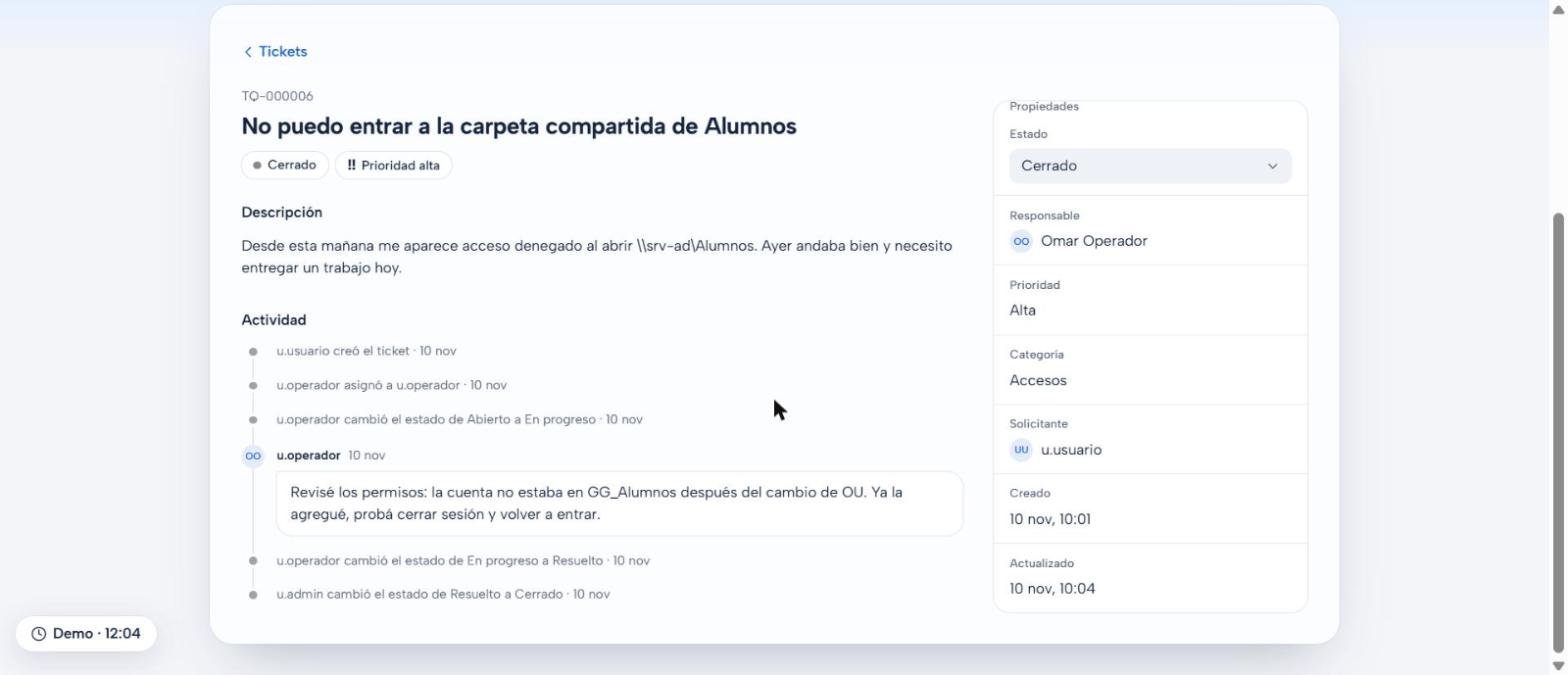 Tickets
TQ-000006
No puedo entrar a la carpeta compartida de Alumnos
Cerrado
!! Prioridad alta
Descripción
Desde esta mañana me aparece acceso denegado al abrir \\srv-ad\Alumnos. Ayer andaba bien y necesito
entregar un trabajo hoy.
Actividad
u.usuario creó el ticket · 10 nov
u.operador asignó a u.operador · 10 nov
u.operador cambió el estado de Abierto a En progreso · 10 nov
OO u.operador 10 nov
Revisé los permisos: la cuenta no estaba en GG_Alumnos después del cambio de OU. Ya la
agregué, probá cerrar sesión y volver a entrar.
u.operador cambió el estado de En progreso a Resuelto · 10 nov
u.admin cambió el estado de Resuelto a Cerrado · 10 nov
Propiedades
Estado
Cerrado
Responsable
OO Omar Operador
Prioridad
Alta
Categoría
Accesos
Solicitante
UU u.usuario
Creado
10 nov, 10:01
Actualizado
10 nov, 10:04
Demo · 12:04